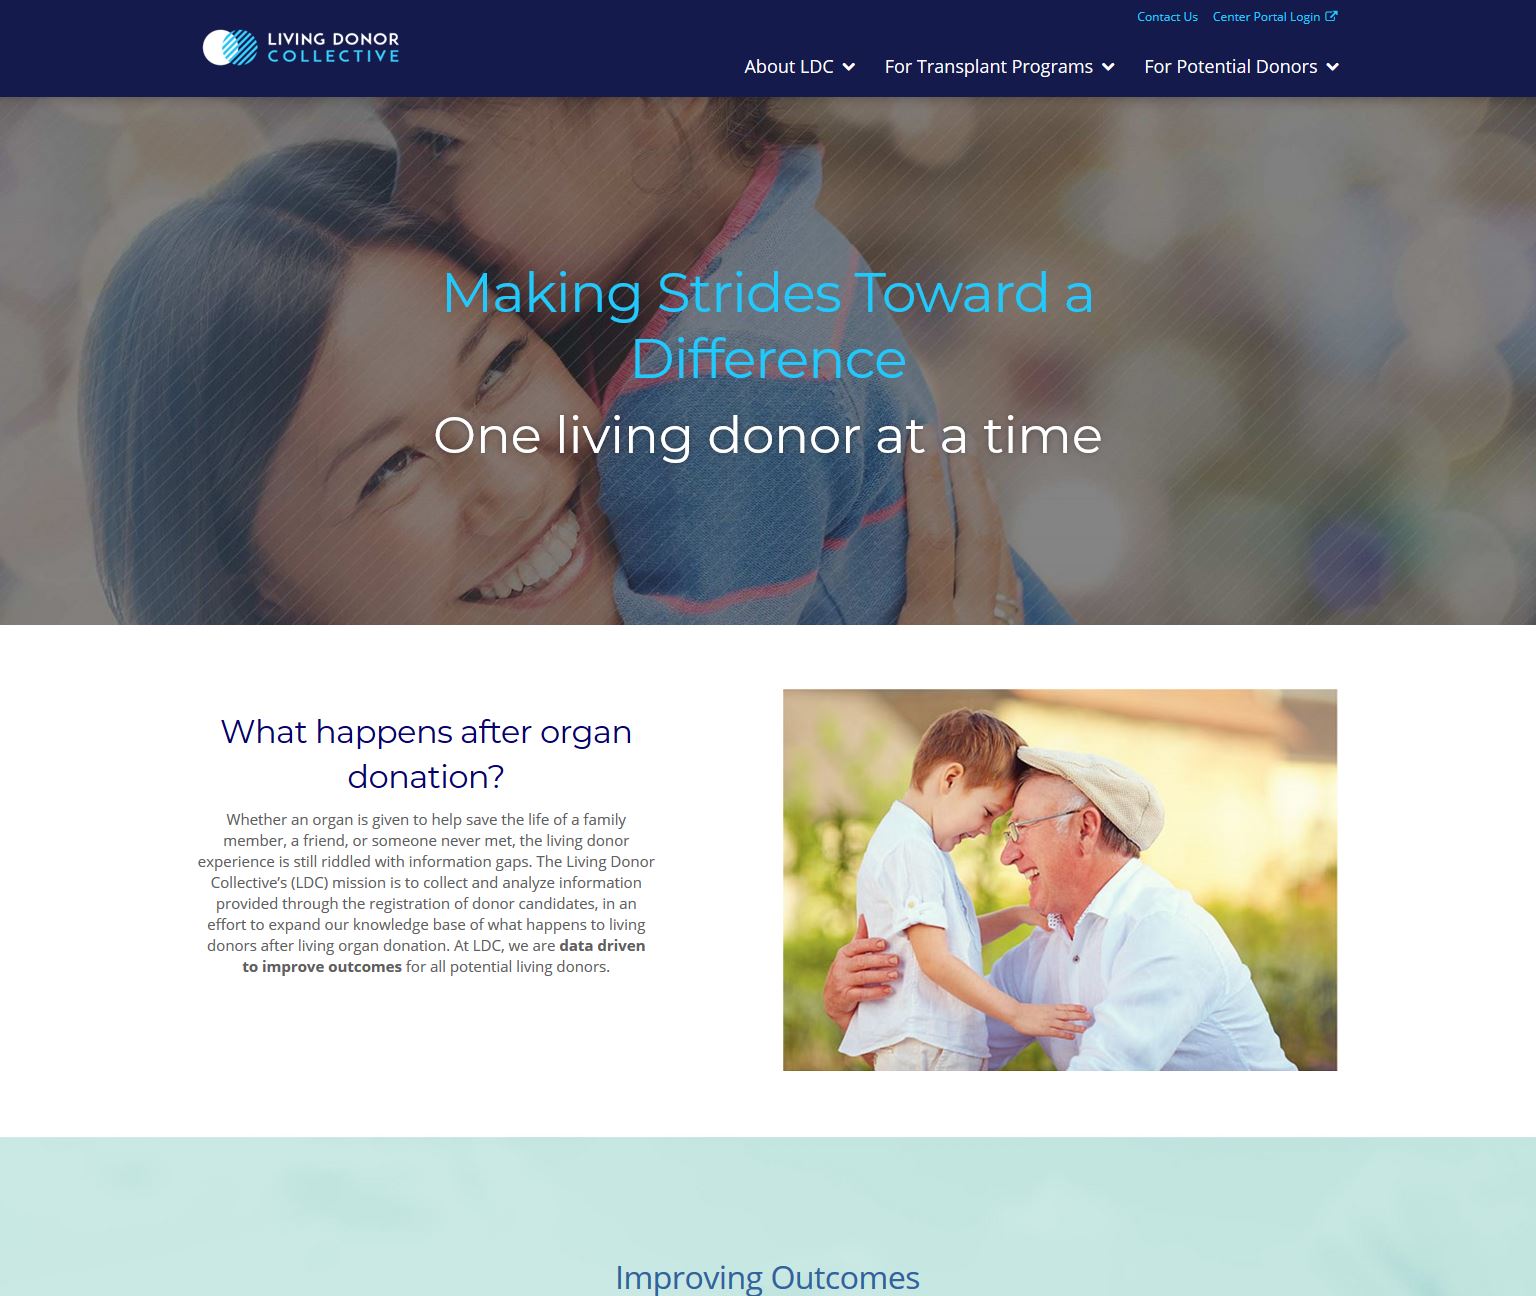 Contact Us
Center Portal Login
LIVING DONOR
COLLECTIVE
About LDC
For Transplant Programs
For Potential Donors
Making Strides Toward a
Difference
One living donor at a time
What happens after organ
donation?
Whether an organ is given to help save the life of a family
member, a friend, or someone never met, the living donor
experience is still riddled with information gaps. The Living Donor
Collective’s (LDC) mission is to collect and analyze information
provided through the registration of donor candidates, in an
effort to expand our knowledge base of what happens to living
donors after living organ donation. At LDC, we are data driven
to improve outcomes for all potential living donors.
Improving Outcomes